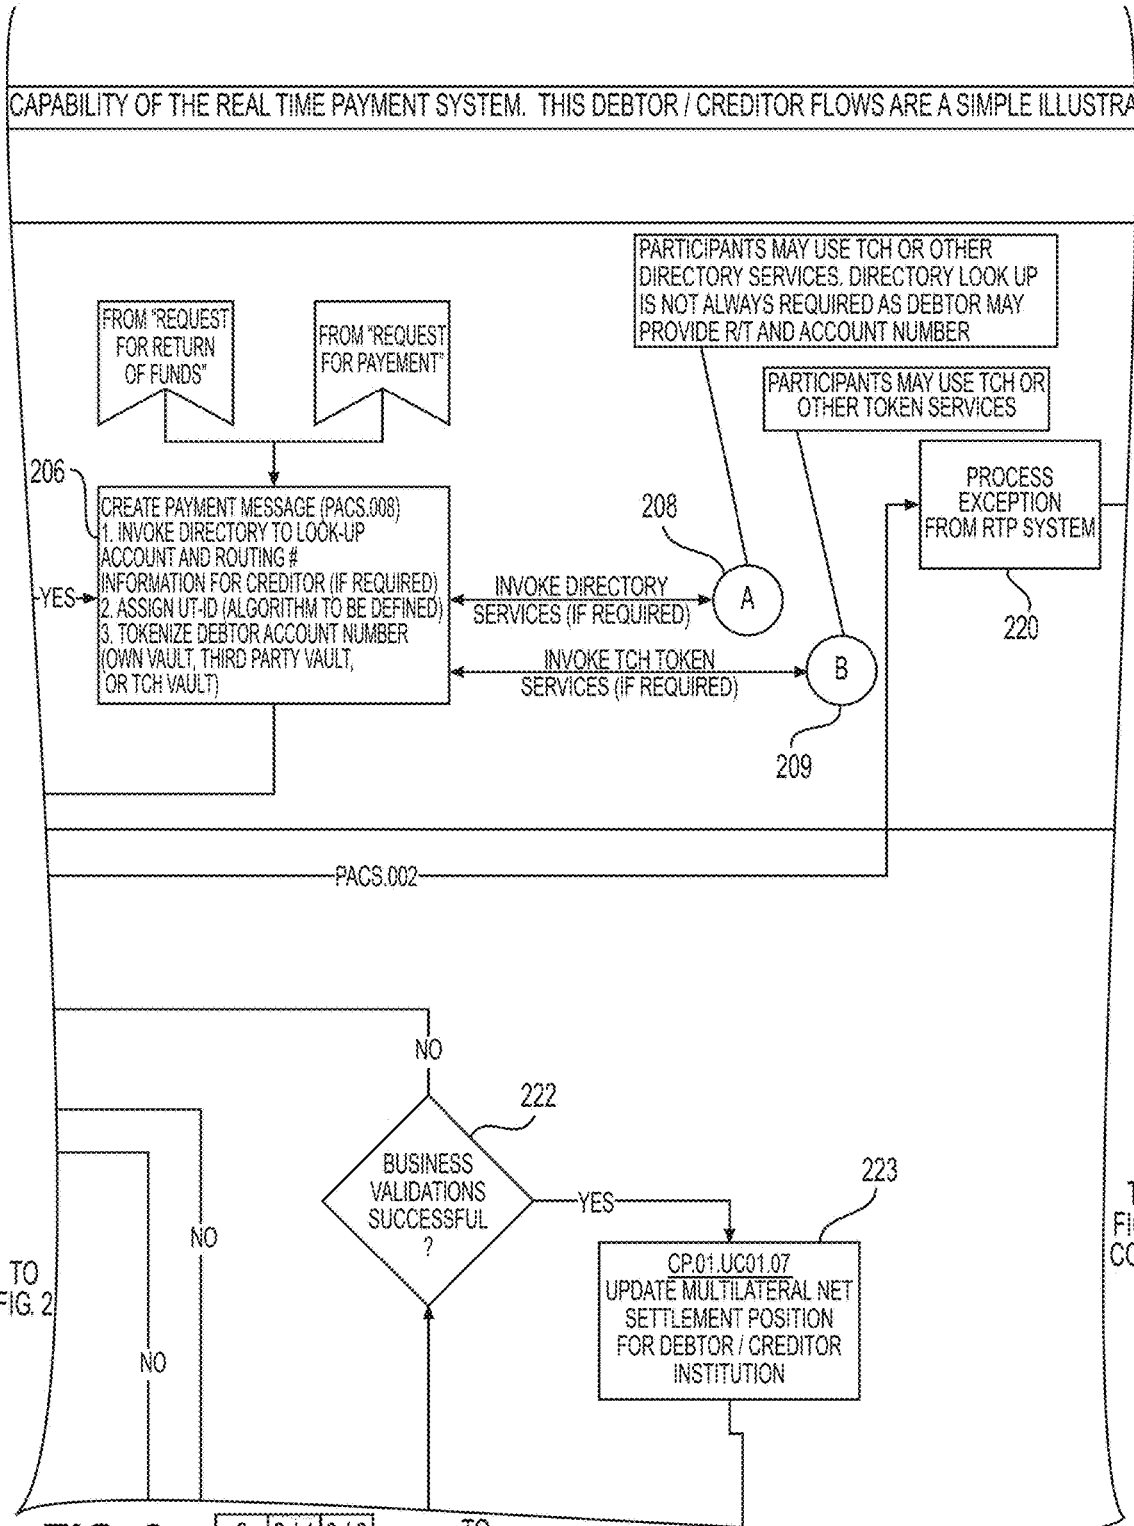 CAPABILITY OF THE REAL TIME PAYMENT SYSTEM. THIS DEBTOR / CREDITOR FLOWS ARE A SIMPLE ILLUSTRA
PARTICIPANTS MAY USE TCH OR OTHER
DIRECTORY SERVICES. DIRECTORY LOOK UP
IS NOT ALWAYS REQUIRED AS DEBTOR MAY
PROVIDE R/T AND ACCOUNT NUMBER
FROM "REQUEST
FOR RETURN
OF FUNDS"
FROM "REQUEST
FOR PAYEMENT"
PARTICIPANTS MAY USE TCH OR
OTHER TOKEN SERVICES
206
CREATE PAYMENT MESSAGE (PACS.008)
1. INVOKE DIRECTORY TO LOOK-UP
ACCOUNT AND ROUTING #
INFORMATION FOR CREDITOR (IF REQUIRED)
2. ASSIGN UT-ID (ALGORITHM TO BE DEFINED)
3. TOKENIZE DEBTOR ACCOUNT NUMBER
(OWN VAULT, THIRD PARTY VAULT,
OR TCH VAULT)
YES
208
A
INVOKE DIRECTORY
SERVICES (IF REQUIRED)
INVOKE TCH TOKEN
SERVICES (IF REQUIRED)
B
209
PROCESS
EXCEPTION
FROM RTP SYSTEM
220
PACS.002
NO
222
BUSINESS
VALIDATIONS
SUCCESSFUL
?
YES
223
CP.01.UC01.07
UPDATE MULTILATERAL NET
SETTLEMENT POSITION
FOR DEBTOR / CREDITOR
INSTITUTION
NO
NO
TO
FIG. 2
TO